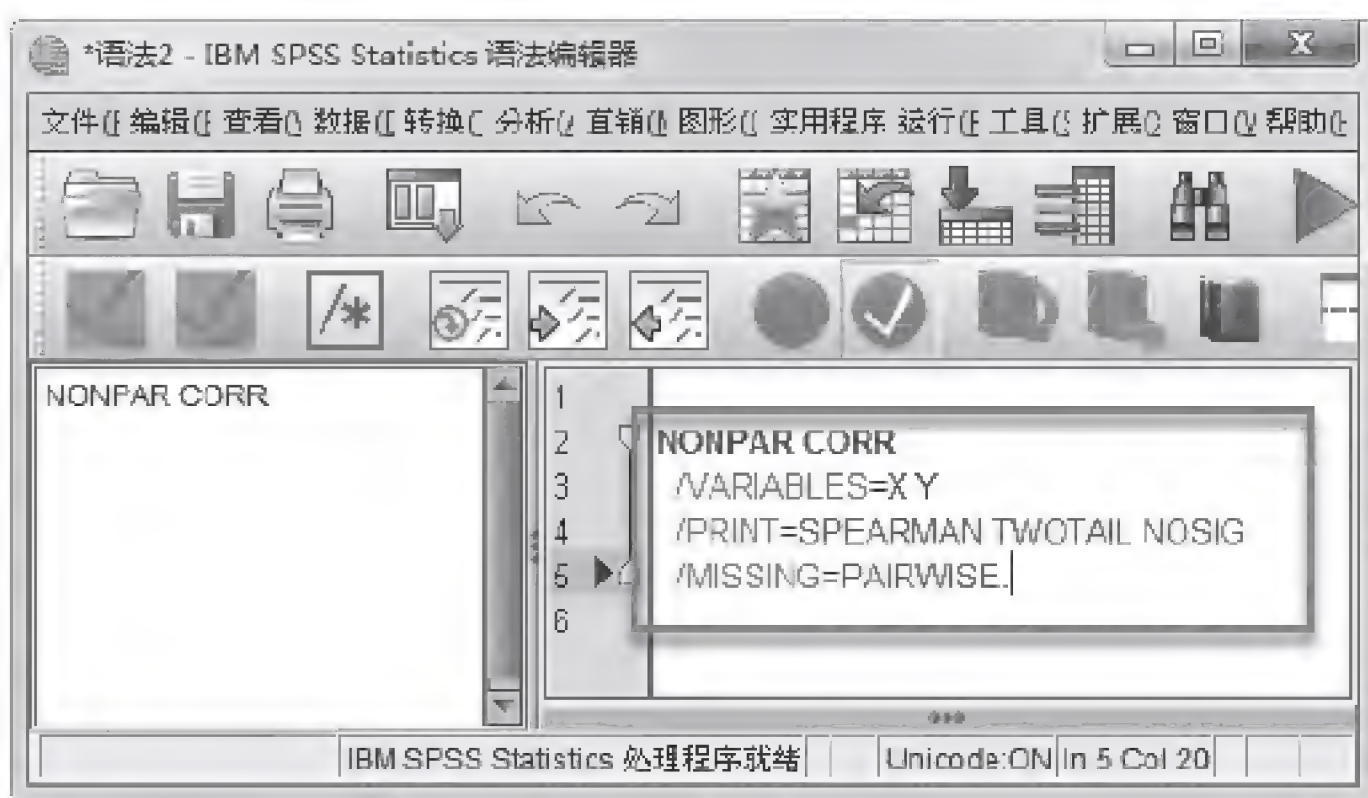 *语法2 - IBM SPSS Statistics 语法编辑器
文件(E 编辑(E 查看(V 数据(D 转换(T 分析(A 直销(M 图形(G 实用程序 运行(R 工具(S 扩展(X 窗口(W 帮助(H
/*
NONPAR CORR
1
2 NONPAR CORR
3 /VARIABLES=X Y
4 /PRINT=SPEARMAN TWOTAIL NOSIG
5 /MISSING=PAIRWISE.
6
IBM SPSS Statistics 处理程序就绪 Unicode:ON In 5 Col 20